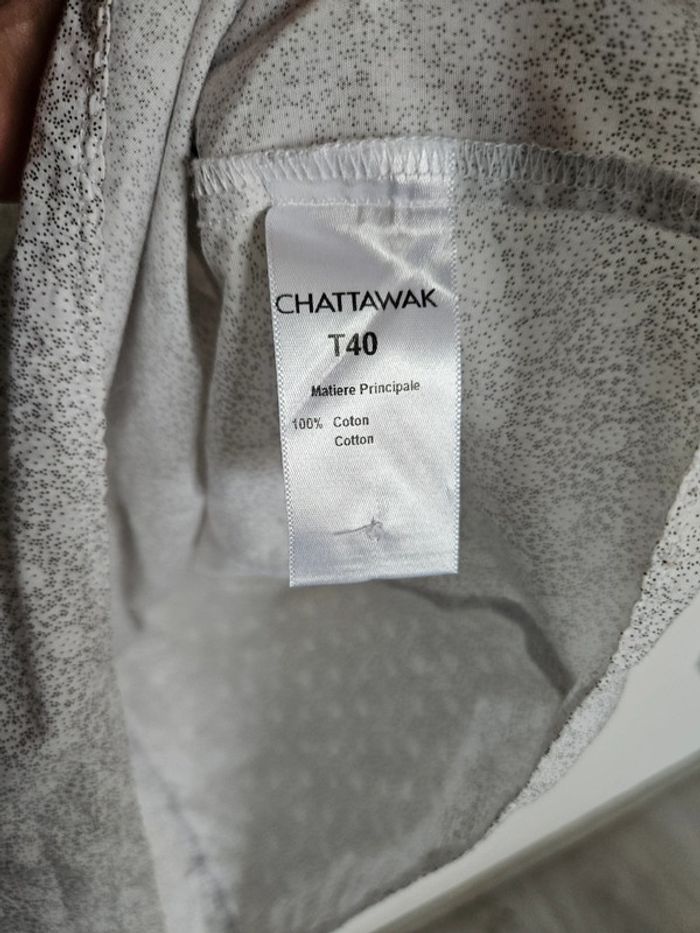 CHATTAWAK
T40
Matiere Principale
100% Coton
Cotton